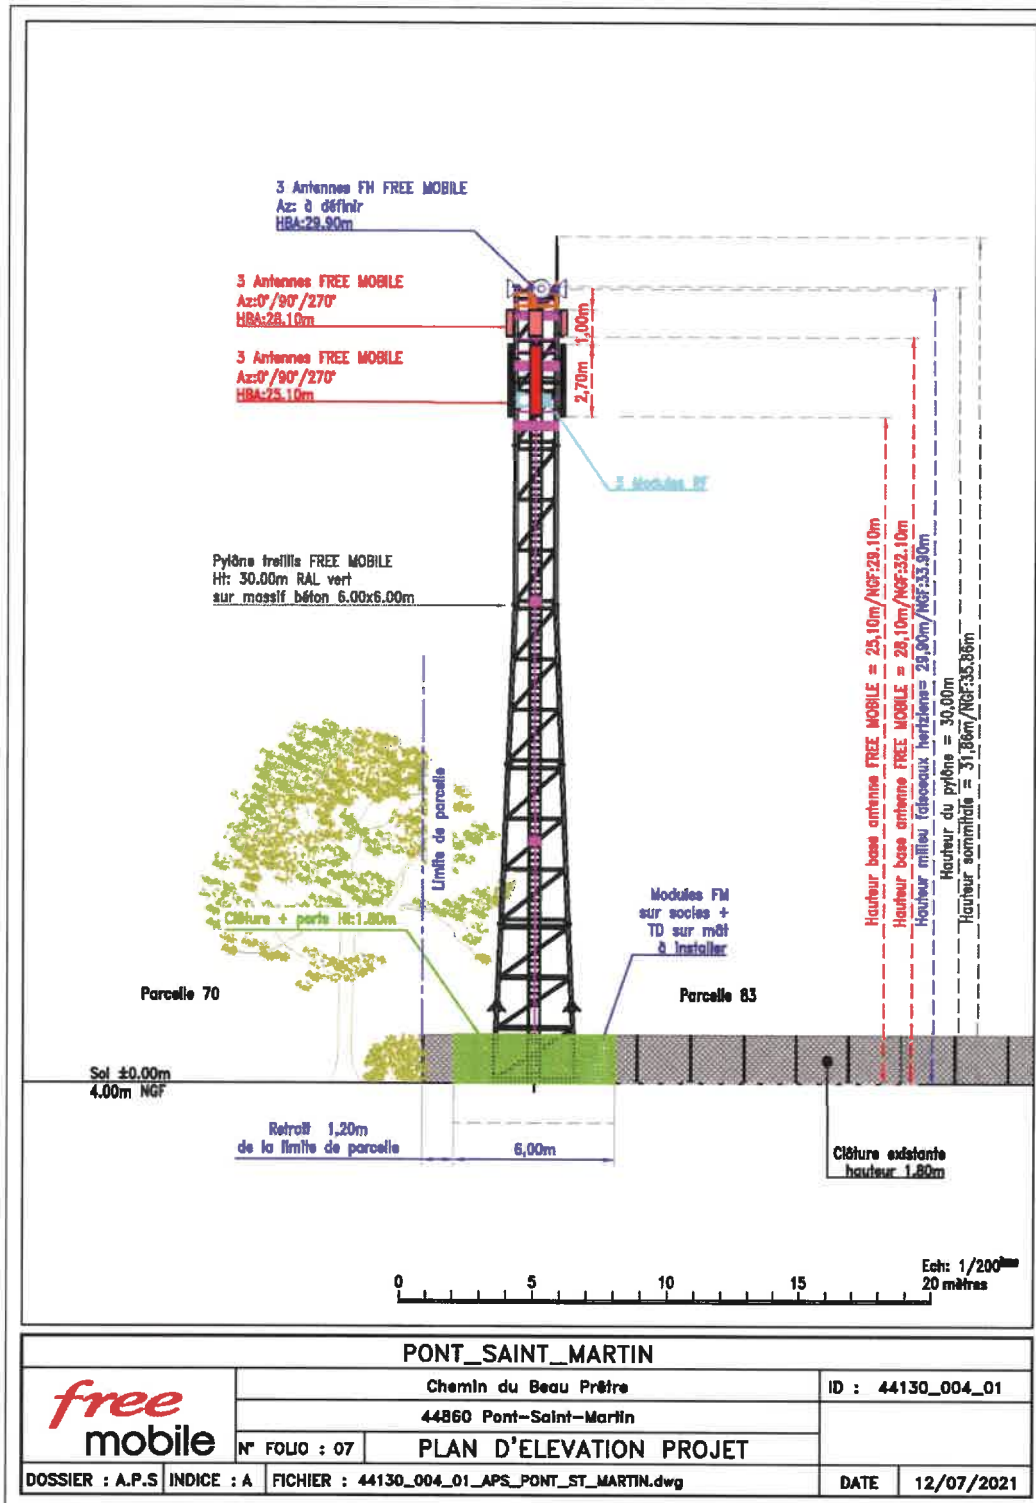 3 Antennes FH FREE MOBILE
Az: à définir
HBA:29.90m
3 Antennes FREE MOBILE
Az:0°/90°/270°
HBA:28.10m
3 Antennes FREE MOBILE
Az:0°/90°/270°
HBA:25.10m
1,00m
2,70m
3 Modules RF
Pylône treillis FREE MOBILE
Ht: 30.00m RAL vert
sur massif béton 6.00x6.00m
Limite de parcelle
Clôture + porte Ht:1.80m
Modules FM
sur socles +
TD sur mât
à installer
Hauteur base antenne FREE MOBILE = 25,10m/NGF:29.10m
Hauteur base antenne FREE MOBILE = 28,10m/NGF:32.10m
Hauteur milieu faisceaux hertziens= 29,90m/NGF:33.90m
Hauteur du pylône = 30,00m
Hauteur sommitale = 31,86m/NGF:35.86m
Parcelle 70
Parcelle 83
Sol ±0.00m
4.00m NGF
Retrait 1,20m
de la limite de parcelle
6,00m
Clôture existante
hauteur 1.80m
Ech: 1/200ème
0 5 10 15 20 mètres
PONT_SAINT_MARTIN
free
mobile
Chemin du Beau Prêtre
ID : 44130_004_01
44860 Pont-Saint-Martin
N° FOLIO : 07
PLAN D'ELEVATION PROJET
DOSSIER : A.P.S
INDICE : A
FICHIER : 44130_004_01_APS_PONT_ST_MARTIN.dwg
DATE
12/07/2021